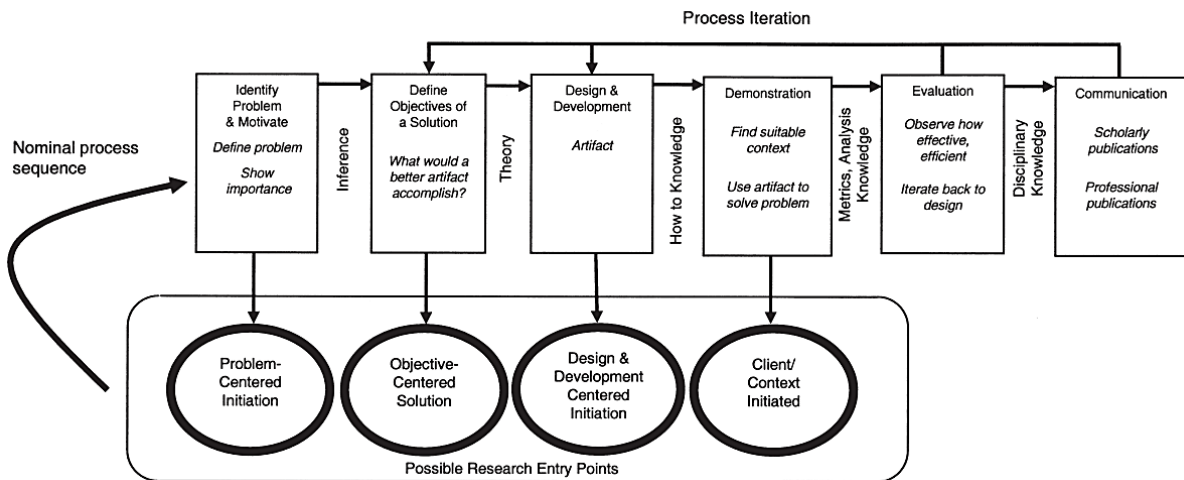 Process Iteration
Nominal process
sequence
Identify
Problem
& Motivate
Define problem
Show
importance
Inference
Define
Objectives of
a Solution
What would a
better artifact
accomplish?
Theory
Design &
Development
Artifact
How to Knowledge
Demonstration
Find suitable
context
Use artifact to
solve problem
Metrics, Analysis
Knowledge
Evaluation
Observe how
effective,
efficient
Iterate back to
design
Disciplinary
Knowledge
Communication
Scholarly
publications
Professional
publications
Problem-
Centered
Initiation
Objective-
Centered
Solution
Design &
Development
Centered
Initiation
Client/
Context
Initiated
Possible Research Entry Points